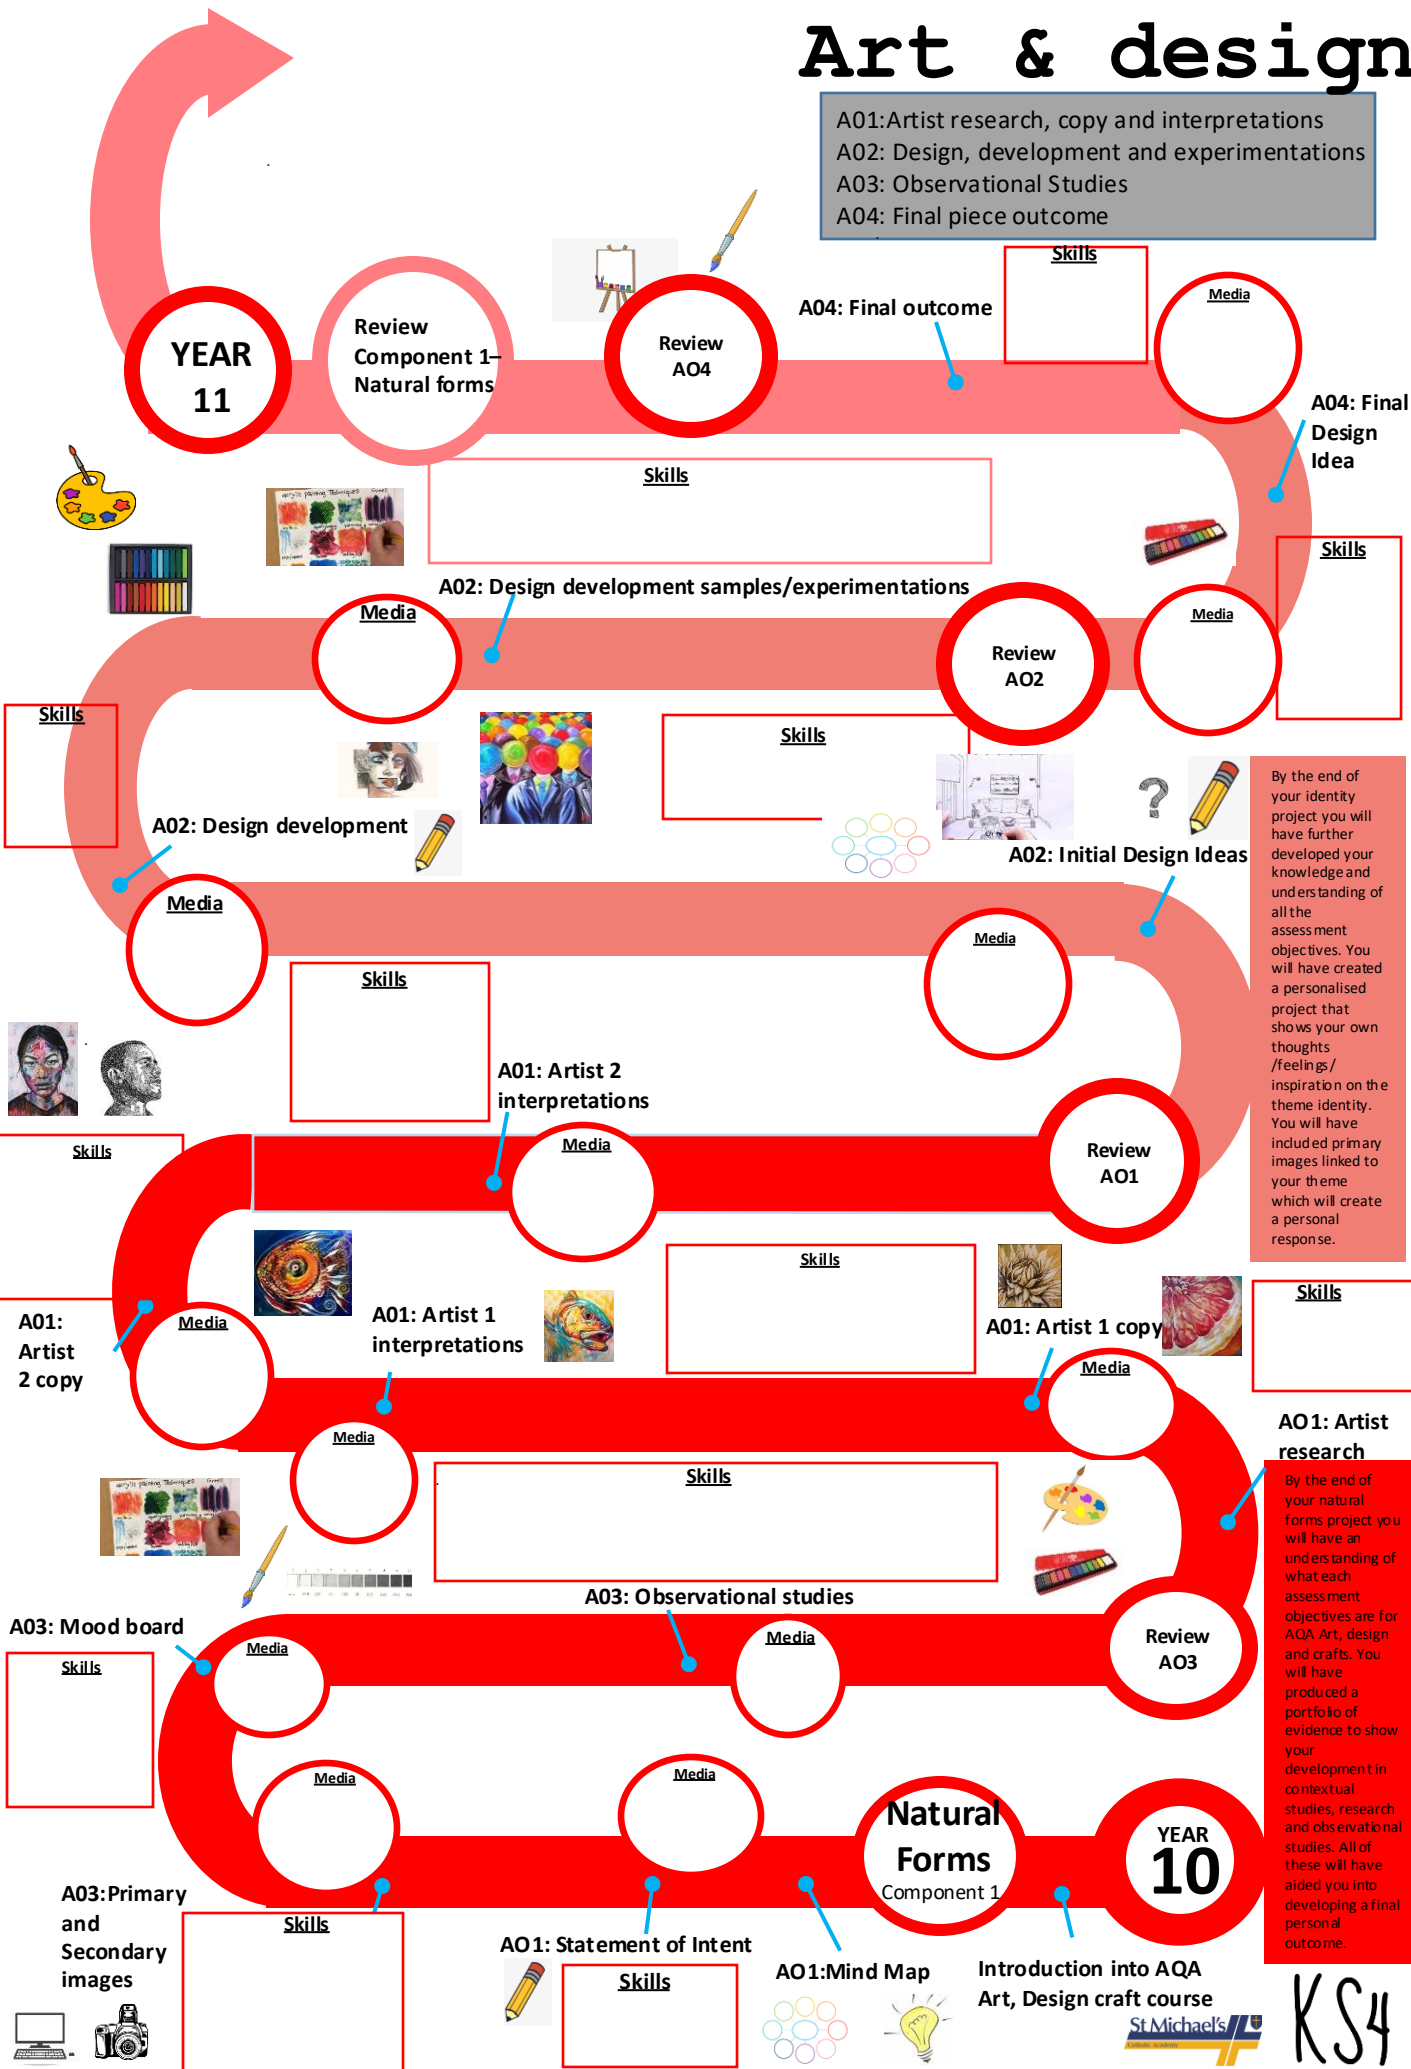 Art & design
A01:Artist research, copy and interpretations
A02: Design, development and experimentations
A03: Observational Studies
A04: Final piece outcome
Skills
Media
A04: Final outcome
Review
AO4
Review
Component 1–
Natural forms
YEAR
11
A04: Final
Design
Idea
Skills
Skills
acrylic painting Techniques
A02: Design development samples/experimentations
Media
Review
AO2
Media
Skills
Skills
A02: Design development
Media
A02: Initial Design Ideas
Media
By the end of
your identity
project you will
have further
developed your
knowledge and
understanding of
all the
assessment
objectives. You
will have created
a personalised
project that
shows your own
thoughts
/feelings/
inspiration on the
theme identity.
You will have
included primary
images linked to
your theme
which will create
a personal
response.
Skills
A01: Artist 2
interpretations
Media
Review
AO1
Skills
A01:
Artist
2 copy
Media
A01: Artist 1
interpretations
Media
Skills
A01: Artist 1 copy
Media
Skills
AO1: Artist
research
Skills
acrylic painting Techniques
A03: Observational studies
A03: Mood board
Media
Media
Review
AO3
Skills
By the end of
your natural
forms project you
will have an
understanding of
what each
assessment
objectives are for
AQA Art, design
and crafts. You
will have
produced a
portfolio of
evidence to show
your
development in
contextual
studies, research
and observational
studies. All of
these will have
aided you into
developing a final
personal
outcome.
Media
Media
Natural
Forms
Component 1
YEAR
10
A03:Primary
and
Secondary
images
Skills
AO1: Statement of Intent
Skills
AO1:Mind Map
Introduction into AQA
Art, Design craft course
St Michael's
Catholic Academy
KS4